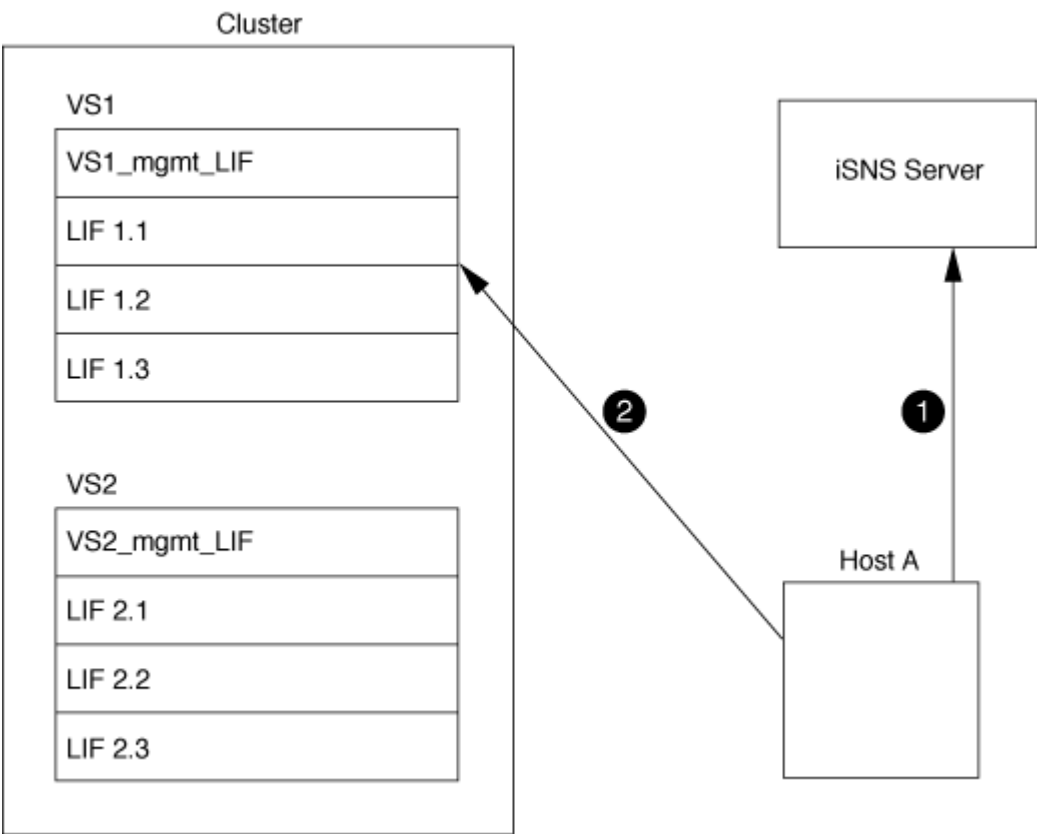 Cluster
VS1
VS1_mgmt_LIF
LIF 1.1
LIF 1.2
LIF 1.3
VS2
VS2_mgmt_LIF
LIF 2.1
LIF 2.2
LIF 2.3
iSNS Server
2
1
Host A